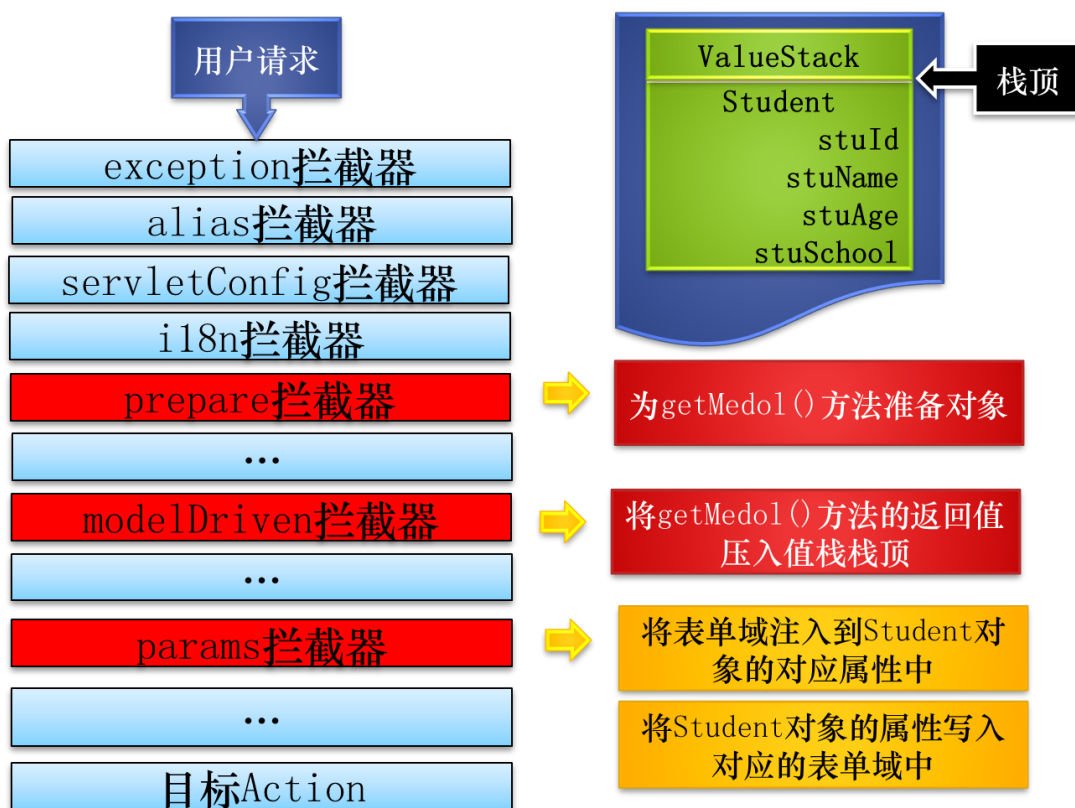 用户请求
exception拦截器
alias拦截器
servletConfig拦截器
i18n拦截器
prepare拦截器
...
modelDriven拦截器
...
params拦截器
...
目标Action
ValueStack
Student
stuId
stuName
stuAge
stuSchool
栈顶
为getMedol()方法准备对象
将getMedol()方法的返回值
压入值栈栈顶
将表单域注入到Student对
象的对应属性中
将Student对象的属性写入
对应的表单域中